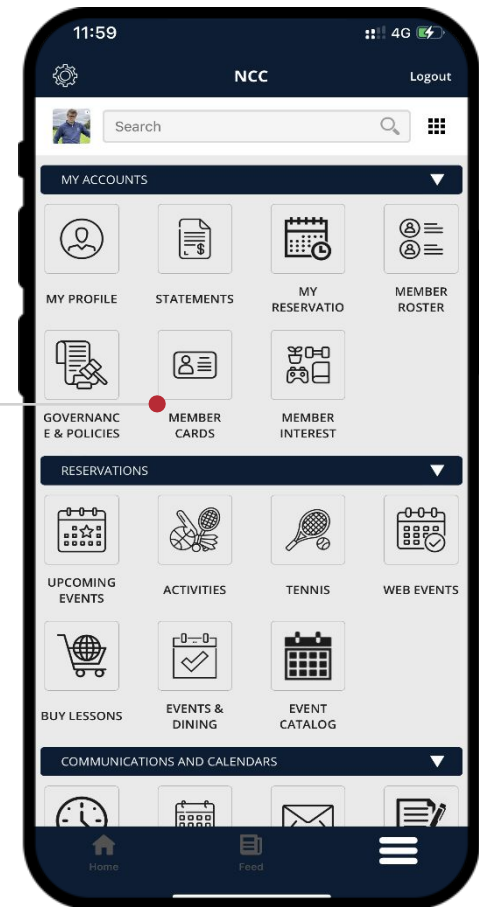 11:59
4G
NCC
Logout
Search
MY ACCOUNTS
MY PROFILE
STATEMENTS
MY
RESERVATIO
MEMBER
ROSTER
GOVERNANC
E & POLICIES
MEMBER
CARDS
MEMBER
INTEREST
RESERVATIONS
UPCOMING
EVENTS
ACTIVITIES
TENNIS
WEB EVENTS
BUY LESSONS
EVENTS &
DINING
EVENT
CATALOG
COMMUNICATIONS AND CALENDARS
Home
Feed